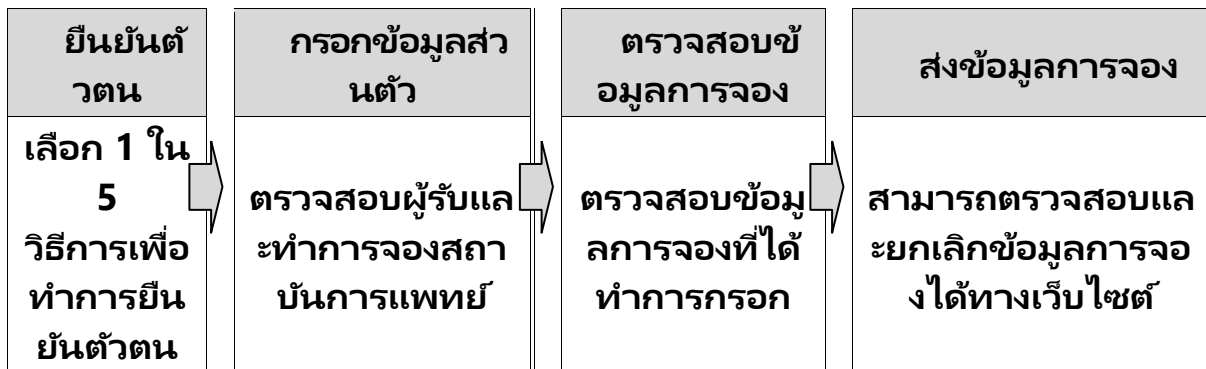 ยืนยันตั
วตน
เลือก 1 ใน
5
วิธีการเพื่อ
ทำการยืน
ยันตัวตน
กรอกข้อมูลส่ว
นตัว
ตรวจสอบผู้รับแล
ะทำการจองสถา
บันการแพทย์
ตรวจสอบข้
อมูลการจอง
ตรวจสอบข้อมู
ลการจองที่ได้
ทำการกรอก
ส่งข้อมูลการจอง
สามารถตรวจสอบแล
ะยกเลิกข้อมูลการจอ
งได้ทางเว็บไซต์